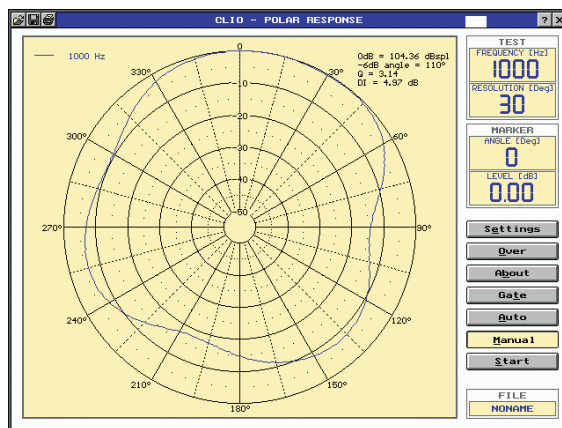 CLIO - POLAR RESPONSE
? X
1000 Hz
0dB = 104.36 dBspl
-6dB angle = 110°
Q = 3.14
DI = 4.97 dB
0
30°
60°
90°
120°
150°
180°
210°
240°
270°
300°
330°
-10
-20
-30
-40
-50
TEST
FREQUENCY [Hz]
1000
RESOLUTION [Deg]
30
MARKER
ANGLE [Deg]
0
LEVEL [dB]
0.00
Settings
Over
About
Gate
Auto
Manual
Start
FILE
NONAME